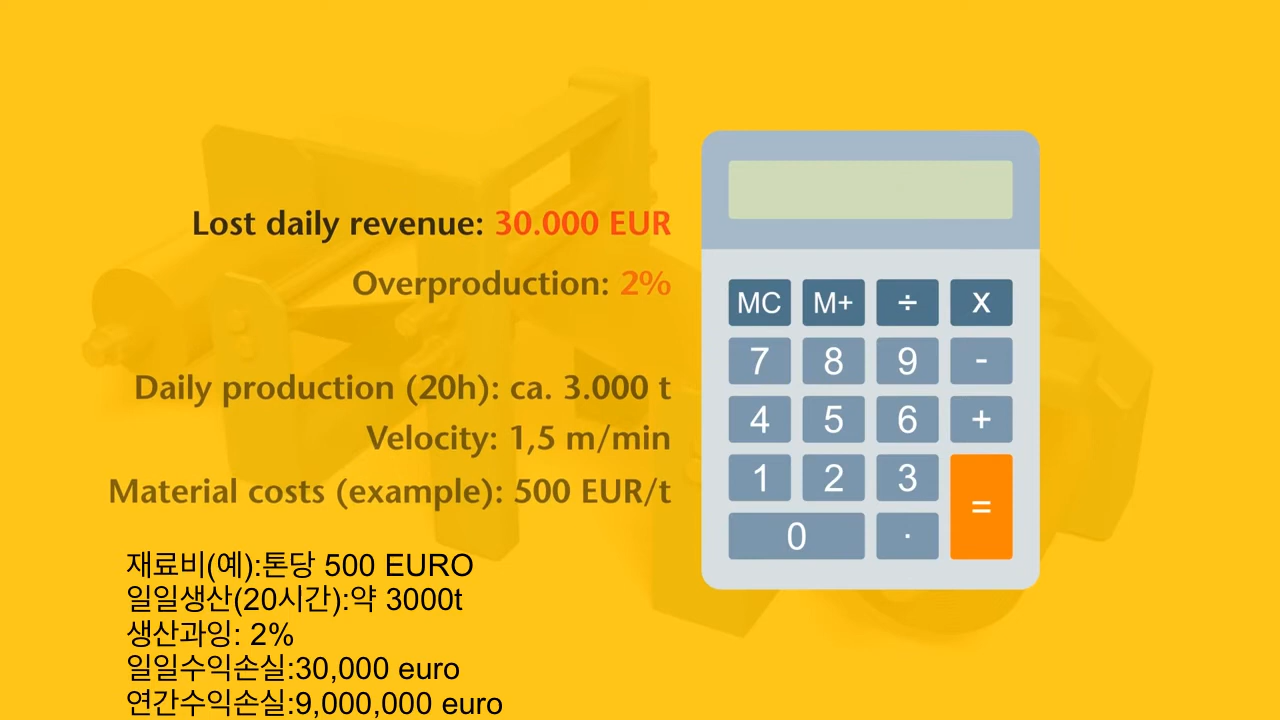 Lost daily revenue: 30.000 EUR
Overproduction: 2%
Daily production (20h): ca. 3.000 t
Velocity: 1,5 m/min
Material costs (example): 500 EUR/t
MC M+ ÷ x
7 8 9 -
4 5 6 +
1 2 3 =
0 .
재료비(예):톤당 500 EURO
일일생산(20시간):약 3000t
생산과잉: 2%
일일수익손실:30,000 euro
연간수익손실:9,000,000 euro